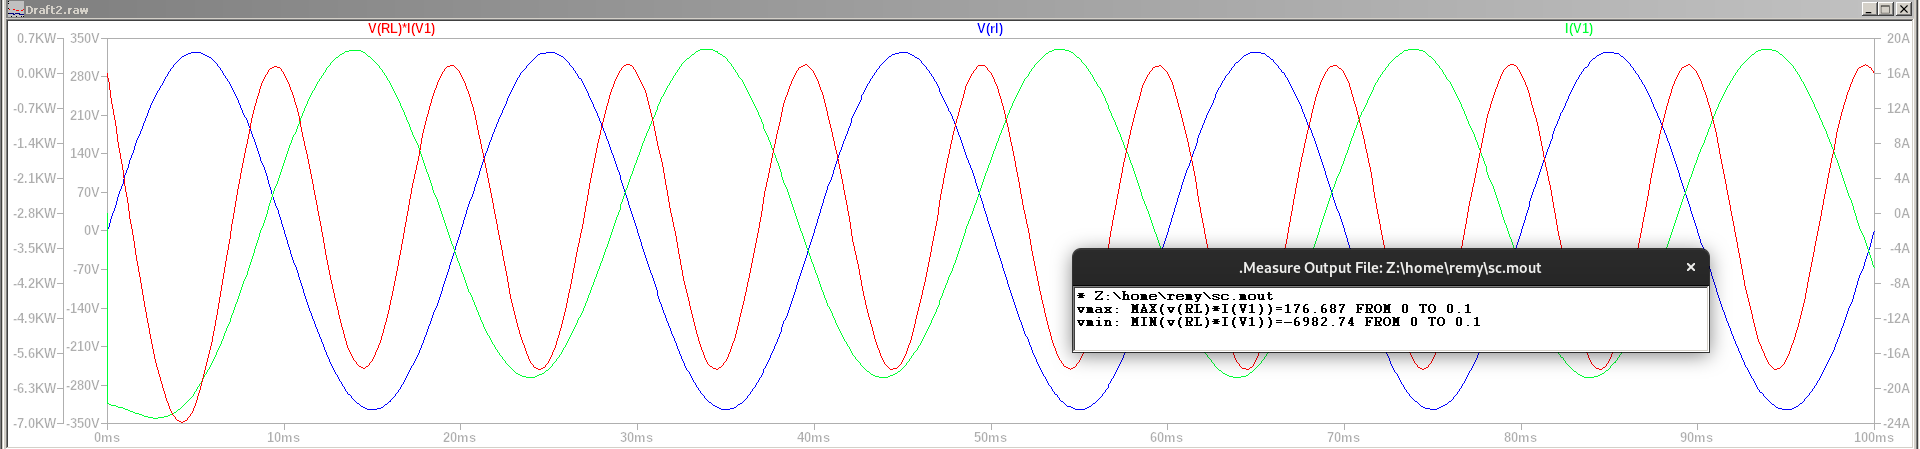 Draft2.raw
V(RL)*I(V1) V(rl) I(V1)
0.7KW 350V 20A
0.0KW 280V 16A
-0.7KW 210V 12A
-1.4KW 140V 8A
-2.1KW 70V 4A
-2.8KW 0V 0A
-3.5KW -70V -4A
-4.2KW -140V -8A
-4.9KW -210V -12A
-5.6KW -280V -16A
-6.3KW -350V -20A
-7.0KW -24A
0ms 10ms 20ms 30ms 40ms 50ms 60ms 70ms 80ms 90ms 100ms
.Measure Output File: Z:\home\remy\sc.mout
* Z:\home\remy\sc.mout
vmax: MAX(v(RL)*I(V1))=176.687 FROM 0 TO 0.1
vmin: MIN(v(RL)*I(V1))=-6982.74 FROM 0 TO 0.1